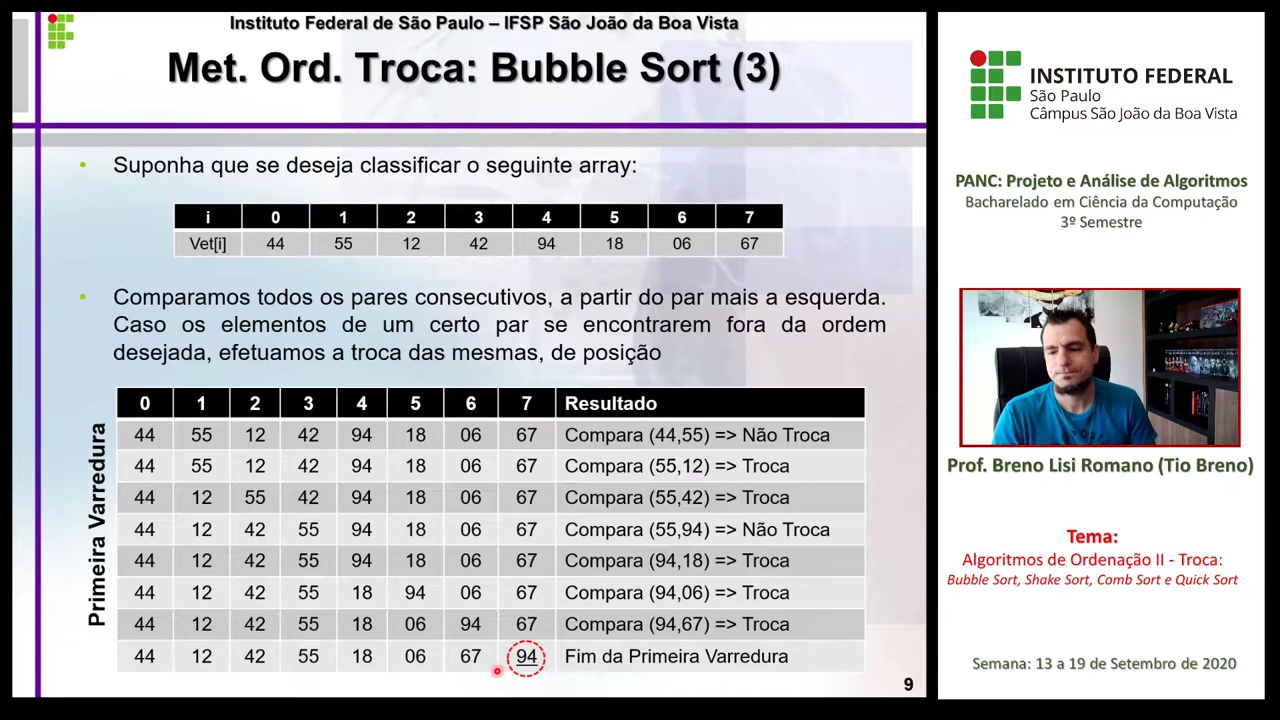 Instituto Federal de São Paulo – IFSP São João da Boa Vista
Met. Ord. Troca: Bubble Sort (3)
• Suponha que se deseja classificar o seguinte array:
i 0 1 2 3 4 5 6 7
Vet[i] 44 55 12 42 94 18 06 67
• Comparamos todos os pares consecutivos, a partir do par mais a esquerda.
Caso os elementos de um certo par se encontrarem fora da ordem
desejada, efetuamos a troca das mesmas, de posição
Primeira Varredura
0 1 2 3 4 5 6 7 Resultado
44 55 12 42 94 18 06 67 Compara (44,55) => Não Troca
44 55 12 42 94 18 06 67 Compara (55,12) => Troca
44 12 55 42 94 18 06 67 Compara (55,42) => Troca
44 12 42 55 94 18 06 67 Compara (55,94) => Não Troca
44 12 42 55 94 18 06 67 Compara (94,18) => Troca
44 12 42 55 18 94 06 67 Compara (94,06) => Troca
44 12 42 55 18 06 94 67 Compara (94,67) => Troca
44 12 42 55 18 06 67 94 Fim da Primeira Varredura
9
INSTITUTO FEDERAL
São Paulo
Câmpus São João da Boa Vista
PANC: Projeto e Análise de Algoritmos
Bacharelado em Ciência da Computação
3º Semestre
Prof. Breno Lisi Romano (Tio Breno)
Tema:
Algoritmos de Ordenação II - Troca:
Bubble Sort, Shake Sort, Comb Sort e Quick Sort
Semana: 13 a 19 de Setembro de 2020